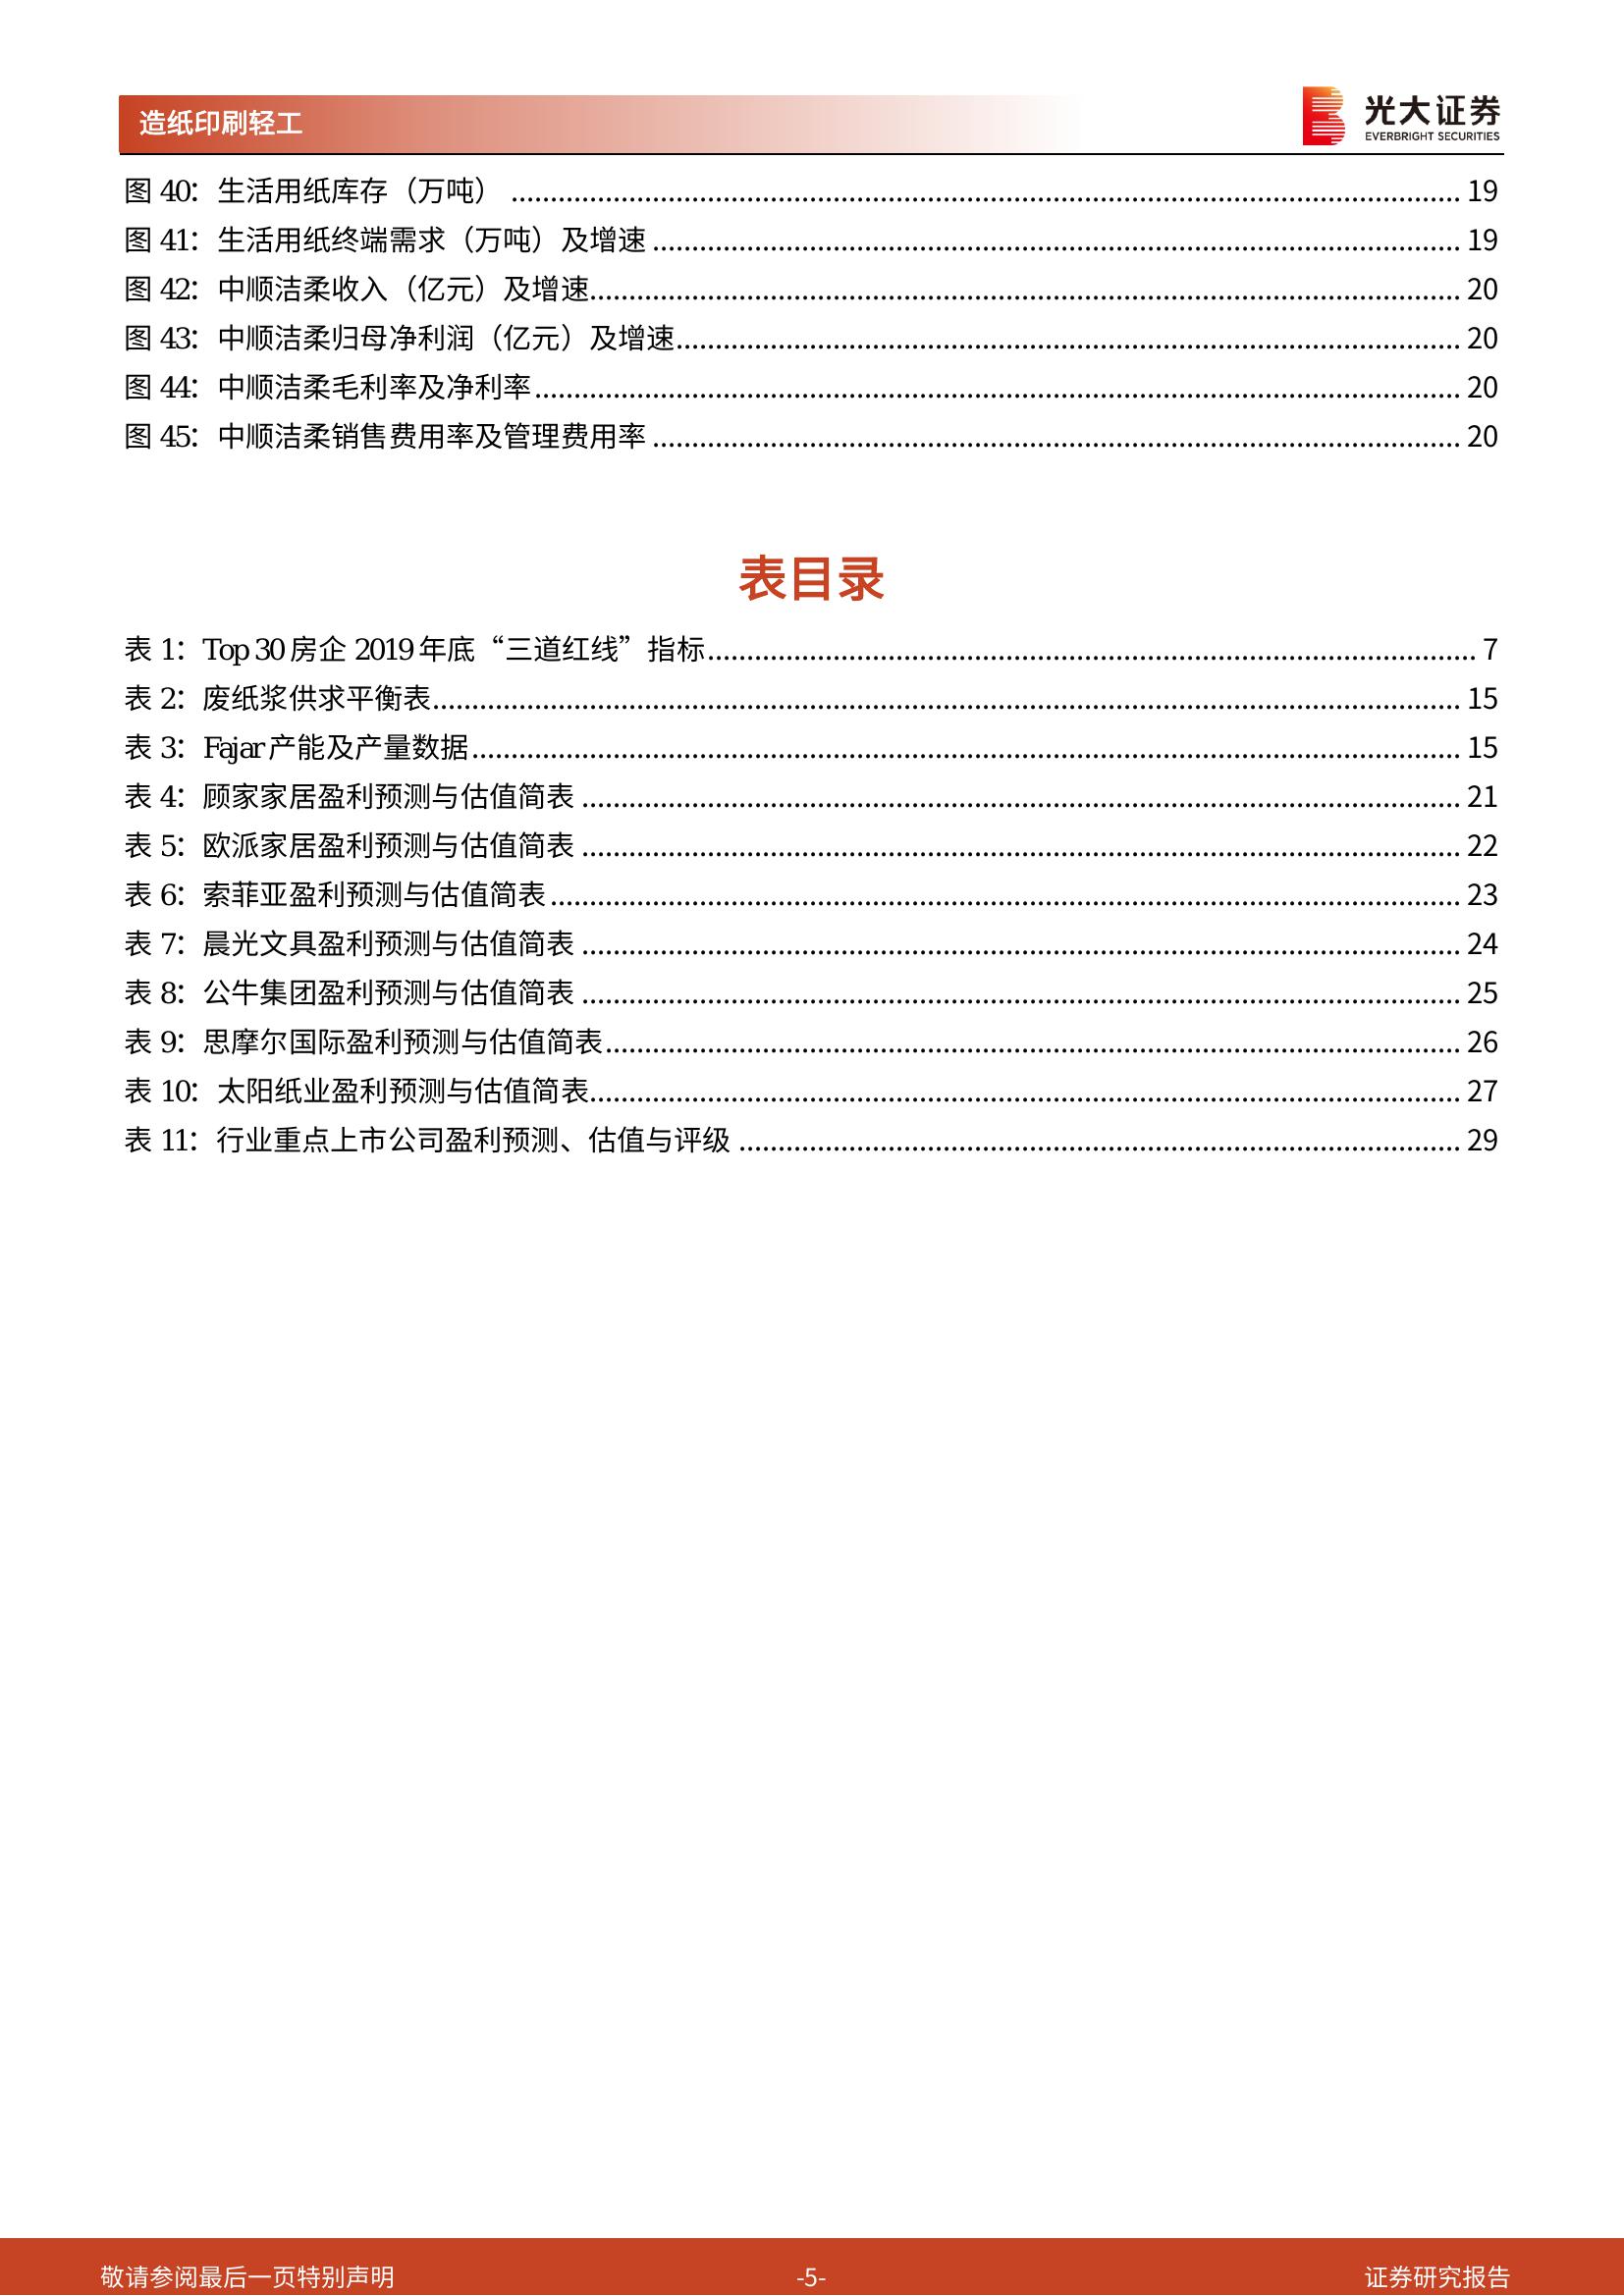 造纸印刷轻工
光大证券
EVERBRIGHT SECURITIES
图 40：生活用纸库存（万吨） ........ 19
图 41：生活用纸终端需求（万吨）及增速 ........ 19
图 42：中顺洁柔收入（亿元）及增速........ 20
图 43：中顺洁柔归母净利润（亿元）及增速........ 20
图 44：中顺洁柔毛利率及净利率........ 20
图 45：中顺洁柔销售费用率及管理费用率 ........ 20
表目录
表 1：Top 30 房企 2019 年底“三道红线”指标........ 7
表 2：废纸浆供求平衡表........ 15
表 3：Fajar 产能及产量数据........ 15
表 4：顾家家居盈利预测与估值简表 ........ 21
表 5：欧派家居盈利预测与估值简表 ........ 22
表 6：索菲亚盈利预测与估值简表 ........ 23
表 7：晨光文具盈利预测与估值简表 ........ 24
表 8：公牛集团盈利预测与估值简表 ........ 25
表 9：思摩尔国际盈利预测与估值简表........ 26
表 10：太阳纸业盈利预测与估值简表........ 27
表 11：行业重点上市公司盈利预测、估值与评级 ........ 29
敬请参阅最后一页特别声明 -5- 证券研究报告